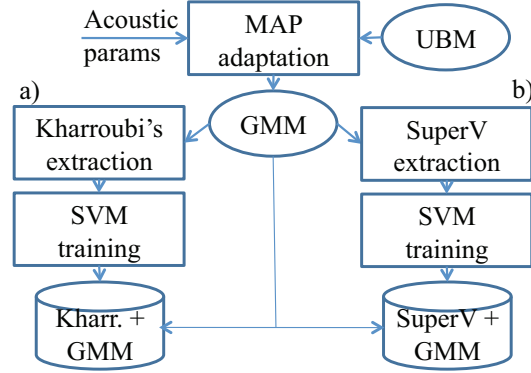 Acoustic
params
MAP
adaptation
UBM
a)
b)
Kharroubi's
extraction
GMM
SuperV
extraction
SVM
training
SVM
training
Kharr. +
GMM
SuperV +
GMM